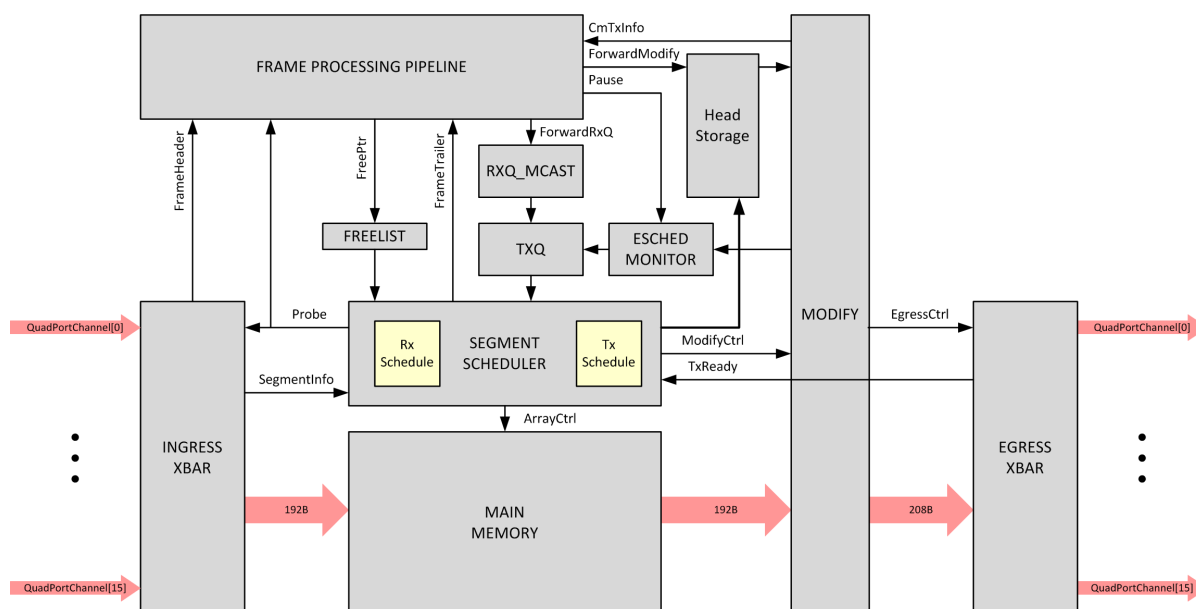 CmTxInfo
FRAME PROCESSING PIPELINE
ForwardModify
Pause
Head
Storage
FrameHeader
FreePtr
FrameTrailer
ForwardRxQ
RXQ_MCAST
FREELIST
TXQ
ESCHED
MONITOR
QuadPortChannel[0]
Probe
Rx
Schedule
SEGMENT
SCHEDULER
Tx
Schedule
ModifyCtrl
TxReady
MODIFY
EgressCtrl
QuadPortChannel[0]
SegmentInfo
ArrayCtrl
INGRESS
XBAR
EGRESS
XBAR
192B
MAIN
MEMORY
192B
208B
QuadPortChannel[15]
QuadPortChannel[15]